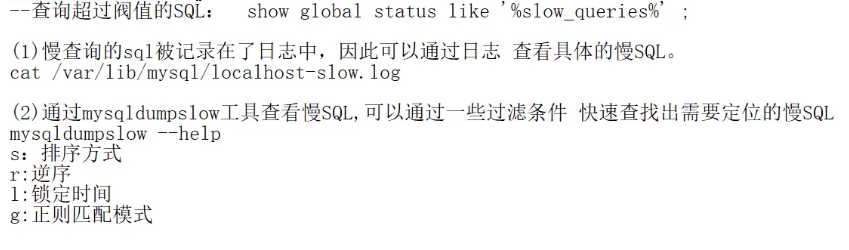 --查询超过阀值的SQL： show global status like '%slow_queries%' ;
(1)慢查询的sql被记录在了日志中，因此可以通过日志 查看具体的慢SQL。
cat /var/lib/mysql/localhost-slow.log
(2)通过mysqldumpslow工具查看慢SQL,可以通过一些过滤条件 快速查找出需要定位的慢SQL
mysqldumpslow --help
s：排序方式
r:逆序
l:锁定时间
g:正则匹配模式